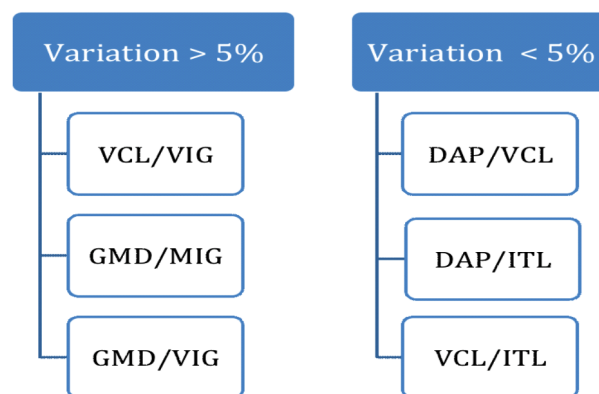 Variation > 5%
VCL/VIG
GMD/MIG
GMD/VIG
Variation < 5%
DAP/VCL
DAP/ITL
VCL/ITL